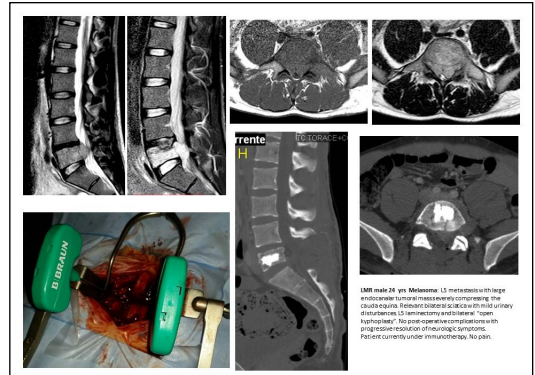 rrente
TC TORACE+C
H
B|BRAUN
LMR male 24 yrs Melanoma: L5 metastasis with large
endocanalar tumoral mass severely compressing the
cauda equina. Relevant bilateral sciatica with mild urinary
disturbances. L5 laminectomy and bilateral "open
kyphoplasty". No post-operative complications with
progressive resolution of neurologic symptoms.
Patient currently under immunotherapy. No pain.